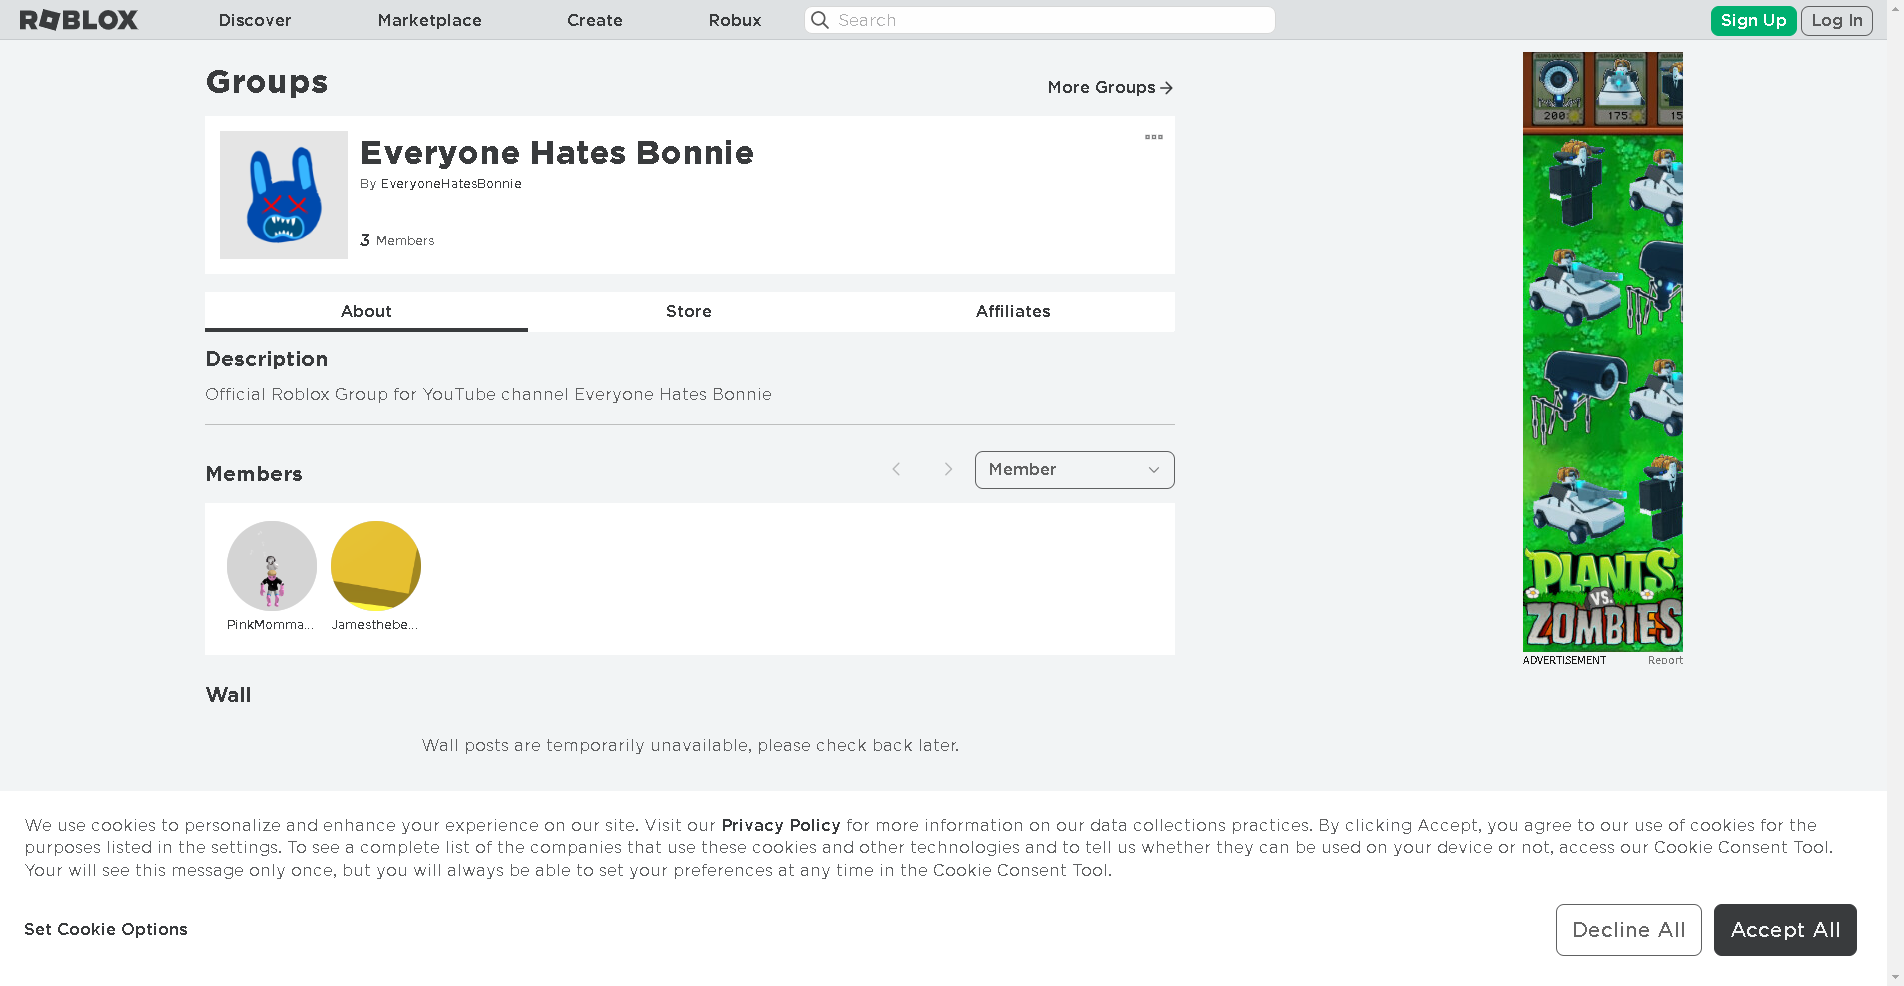 ROBLOX Discover Marketplace Create Robux Search Sign Up Log In
Groups
More Groups
Everyone Hates Bonnie
By EveryoneHatesBonnie
3 Members
About Store Affiliates
Description
Official Roblox Group for YouTube channel Everyone Hates Bonnie
Members
Member
PinkMomma... Jamesthebe...
Wall
Wall posts are temporarily unavailable, please check back later.
200 175 15
PLANTS
VS.
ZOMBIES
ADVERTISEMENT Report
We use cookies to personalize and enhance your experience on our site. Visit our Privacy Policy for more information on our data collections practices. By clicking Accept, you agree to our use of cookies for the
purposes listed in the settings. To see a complete list of the companies that use these cookies and other technologies and to tell us whether they can be used on your device or not, access our Cookie Consent Tool.
Your will see this message only once, but you will always be able to set your preferences at any time in the Cookie Consent Tool.
Set Cookie Options
Decline All Accept All